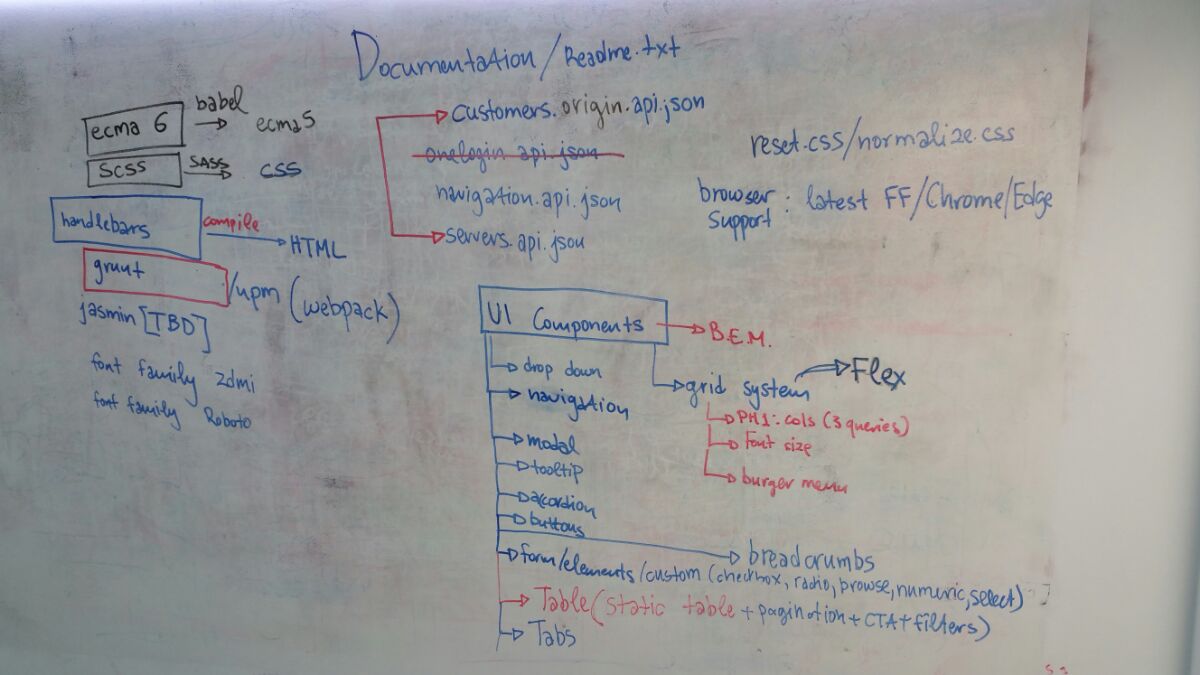 Documentation/Readme.txt
ecma 6 babel ecma5
scss SASS CSS
handlebars compile HTML
grunt /npm (webpack)
jasmin [TBD]
font family 2dmi
font family Roboto
customers.origin.api.json
onelogin.api.json
navigation.api.json
servers.api.json
reset.css/normalize.css
browser support : latest FF/Chrome/Edge
UI Components B.E.M.
drop down
navigation
modal
tooltip
accordion
buttons
breadcrumbs
form/elements/custom (checkbox, radio, browse, numeric, select)
Table (static table + pagination + CTA + filters)
Tabs
grid system Flex
PH1: cols (3 queries)
Font size
burger menu